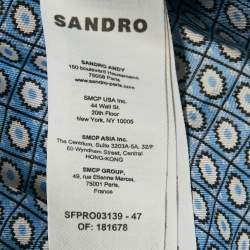 SANDRO
SANDRO ANDY
150 boulevard Haussmann
75008 Paris
www.sandro-paris.com
SMCP USA Inc.
44 Wall St.
20th Floor
New York, NY 10005
SMCP ASIA Inc.
The Centrium, Suite 3203A-5A, 32/F
60 Wyndham Street, Central
HONG-KONG
SMCP GROUP,
49, rue Etienne Marcel,
75001 Paris,
France
SFPRO03139 - 47
OF: 181678